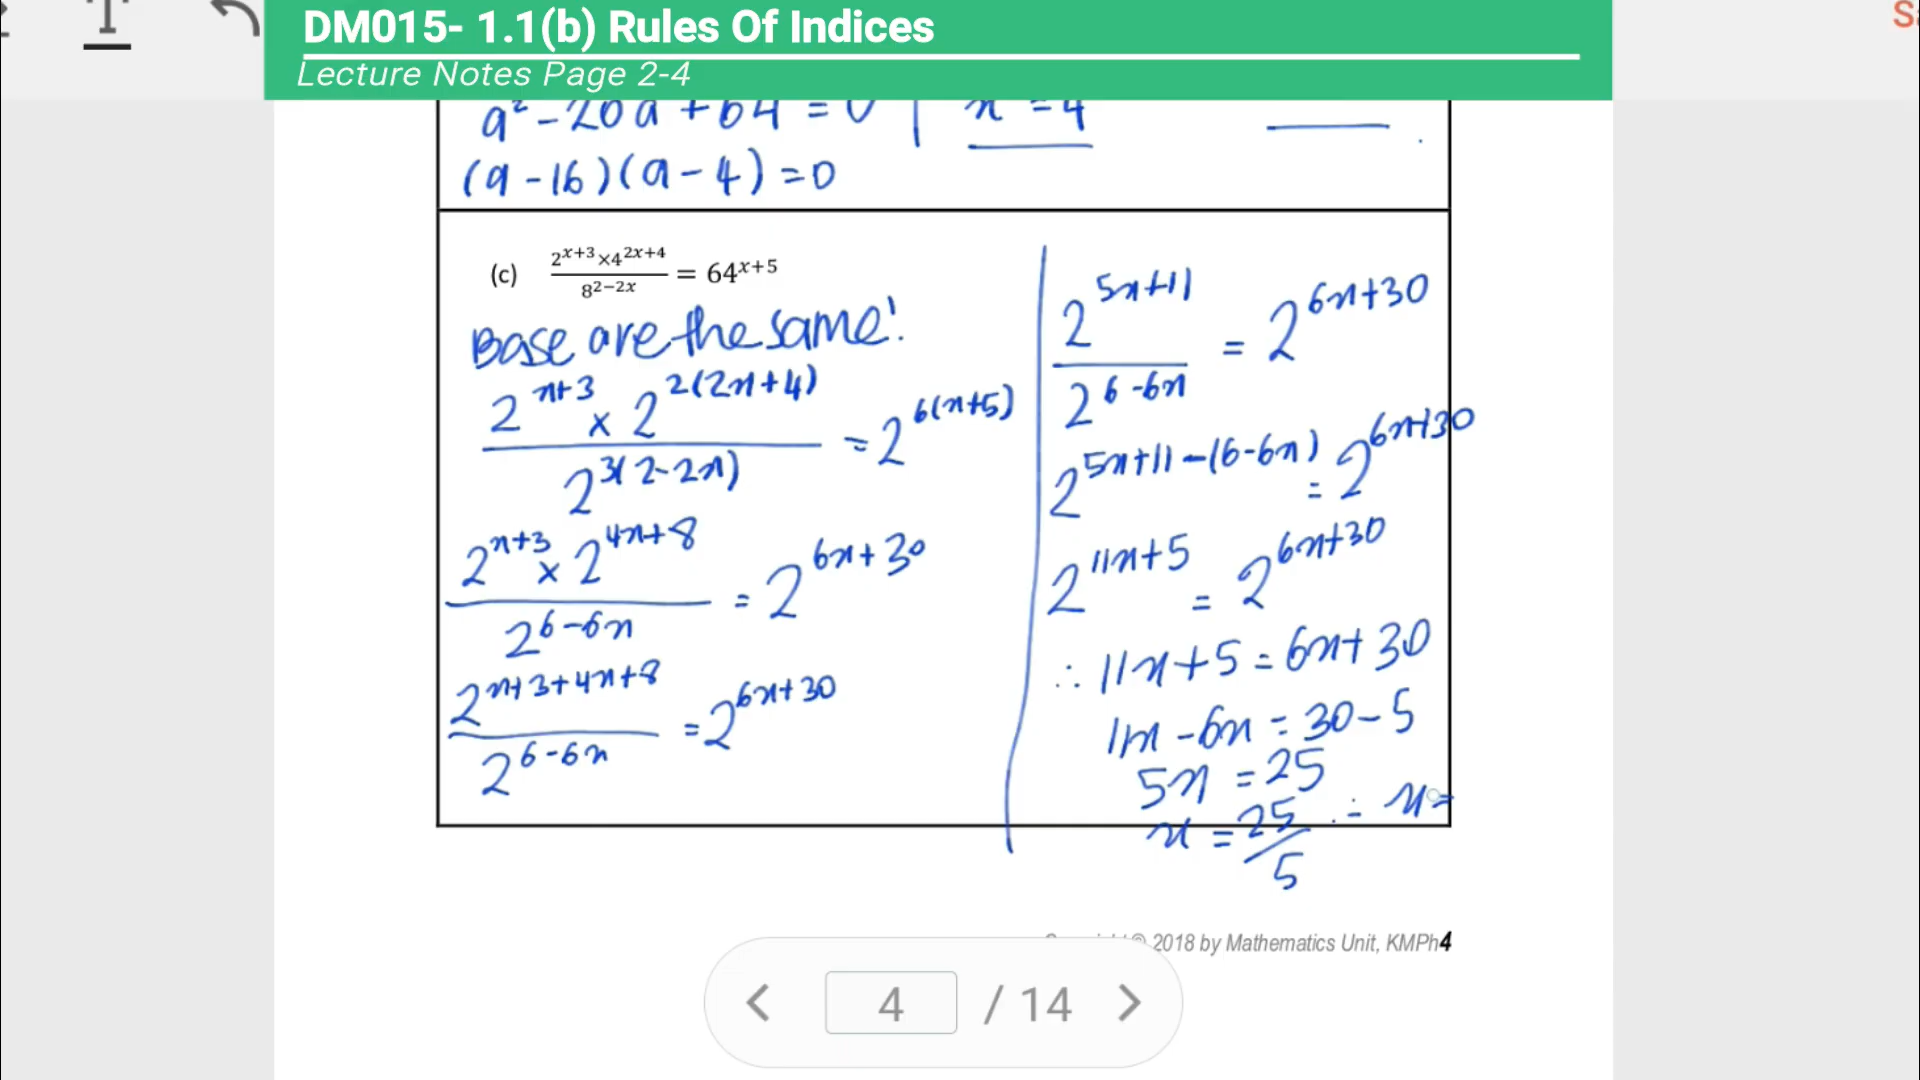 DM015- 1.1(b) Rules Of Indices
Lecture Notes Page 2-4
a² - 20a + 64 = 0 | x = 4
(a - 16)(a - 4) = 0
(c) 2^(x+3) × 4^(2x+4) / 8^(2−2x) = 64^(x+5)
Base are the same!
2^(x+3) × 2^(2(2x+4)) / 2^(3(2-2x)) = 2^(6(x+5))
2^(x+3) × 2^(4x+8) / 2^(6-6x) = 2^(6x+30)
2^(x+3+4x+8) / 2^(6-6x) = 2^(6x+30)
2^(5x+11) / 2^(6-6x) = 2^(6x+30)
2^(5x+11-(6-6x)) = 2^(6x+30)
2^(11x+5) = 2^(6x+30)
∴ 11x+5 = 6x+30
11x - 6x = 30 - 5
5x = 25
x = 25/5 ∴ x =
2018 by Mathematics Unit, KMPh4
4 / 14